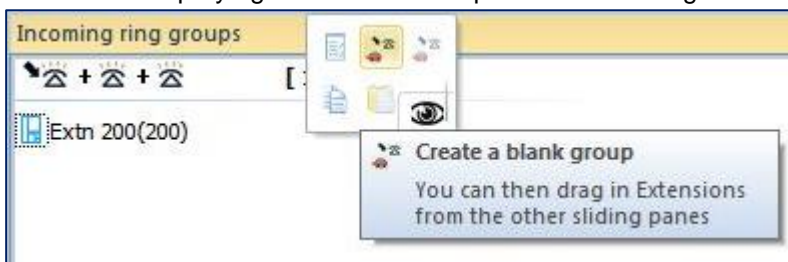 Incoming ring groups
+ + [
Extn 200(200)
Create a blank group
You can then drag in Extensions
from the other sliding panes